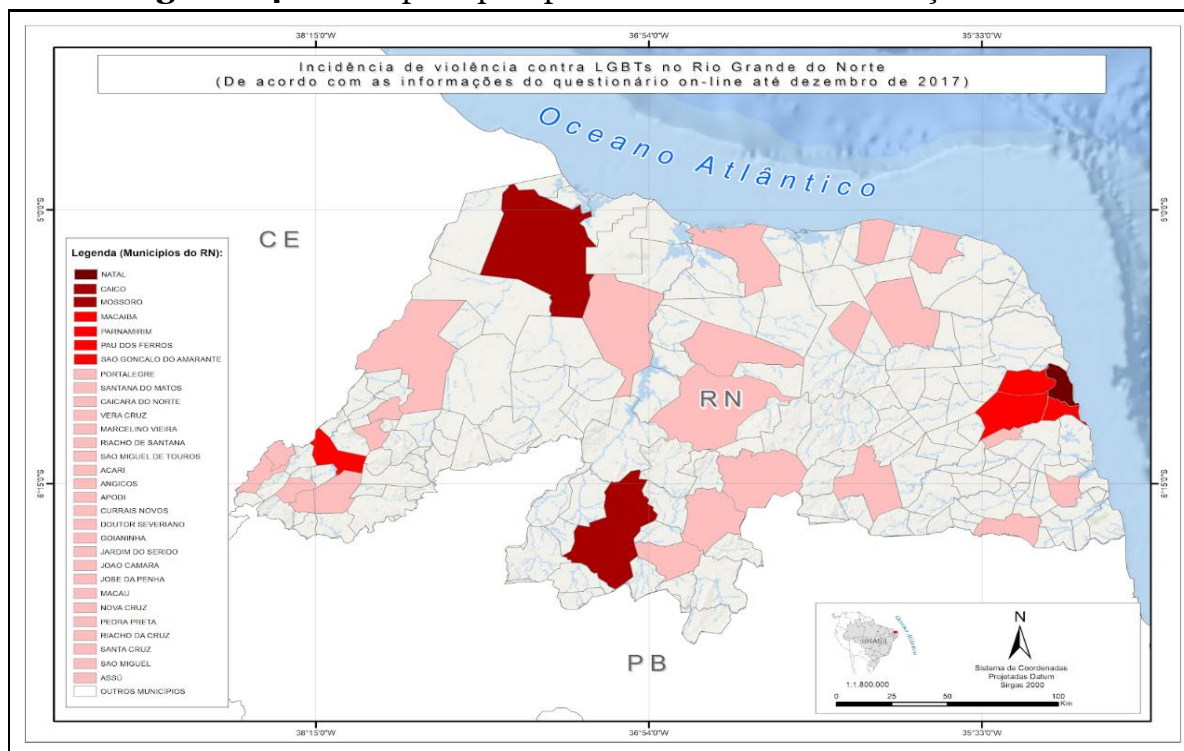 38°15'0"W
36°54'0"W
35°33'0"W
Incidência de violência contra LGBTs no Rio Grande do Norte
(De acordo com as informações do questionário on-line até dezembro de 2017)
Oceano Atlântico
5°0'0"S
5°0'0"S
CE
Legenda (Municípios do RN):
NATAL
CAICO
MOSSORO
MACAIBA
PARNAMIRIM
PAU DOS FERROS
SAO GONCALO DO AMARANTE
PORTALEGRE
SANTANA DO MATOS
CAICARA DO NORTE
VERA CRUZ
MARCELINO VIEIRA
RIACHO DE SANTANA
SAO MIGUEL DE TOUROS
ACARI
ANGICOS
APODI
CURRAIS NOVOS
DOUTOR SEVERIANO
GOIANINHA
JARDIM DO SERIDO
JOAO CAMARA
JOSE DA PENHA
MACAU
NOVA CRUZ
PEDRA PRETA
RIACHO DA CRUZ
SANTA CRUZ
SAO MIGUEL
ASSÚ
OUTROS MUNICÍPIOS
RN
6°15'0"S
6°15'0"S
PB
BRASIL
Oceano Atlântico
1:1.800.000
N
Sistema de Coordenadas
Projetadas Datum
Sirgas 2000
0 25 50 100
Km
38°15'0"W
36°54'0"W
35°33'0"W